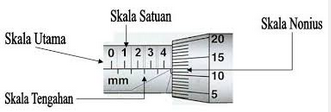 Skala Satuan
Skala Nonius
Skala Utama
0 1 2 3 4
mm
20
15
10
5
Skala Tengahan